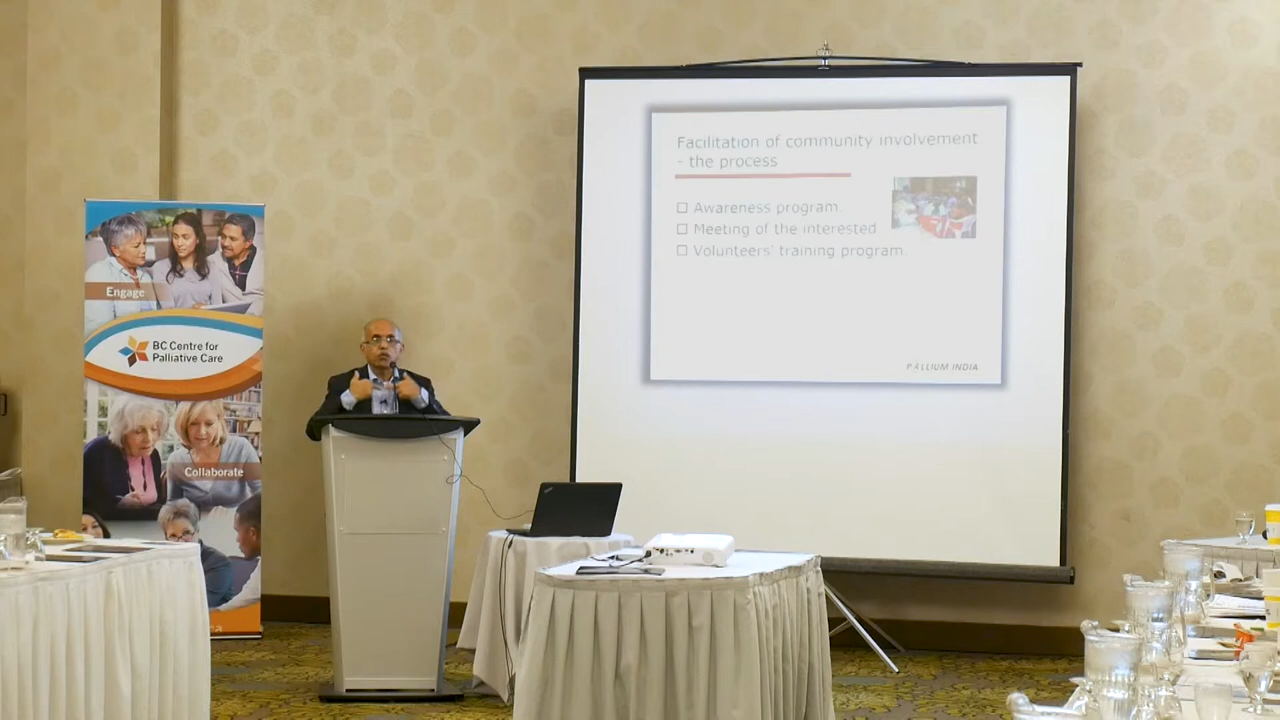 Engage
BC Centre for
Palliative Care
Collaborate
Facilitation of community involvement
- the process
Awareness program.
Meeting of the interested
Volunteers' training program.
PALLIUM INDIA